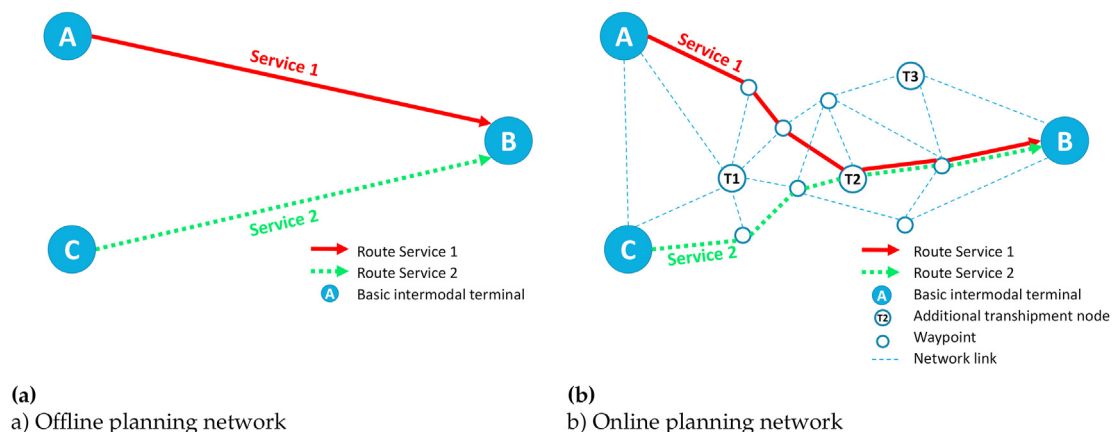 A
Service 1
B
Service 2
C
Route Service 1
Route Service 2
A Basic intermodal terminal
(a)
a) Offline planning network
A
Service 1
T3
B
T1
T2
C
Service 2
Route Service 1
Route Service 2
A Basic intermodal terminal
T2 Additional transhipment node
Waypoint
Network link
(b)
b) Online planning network